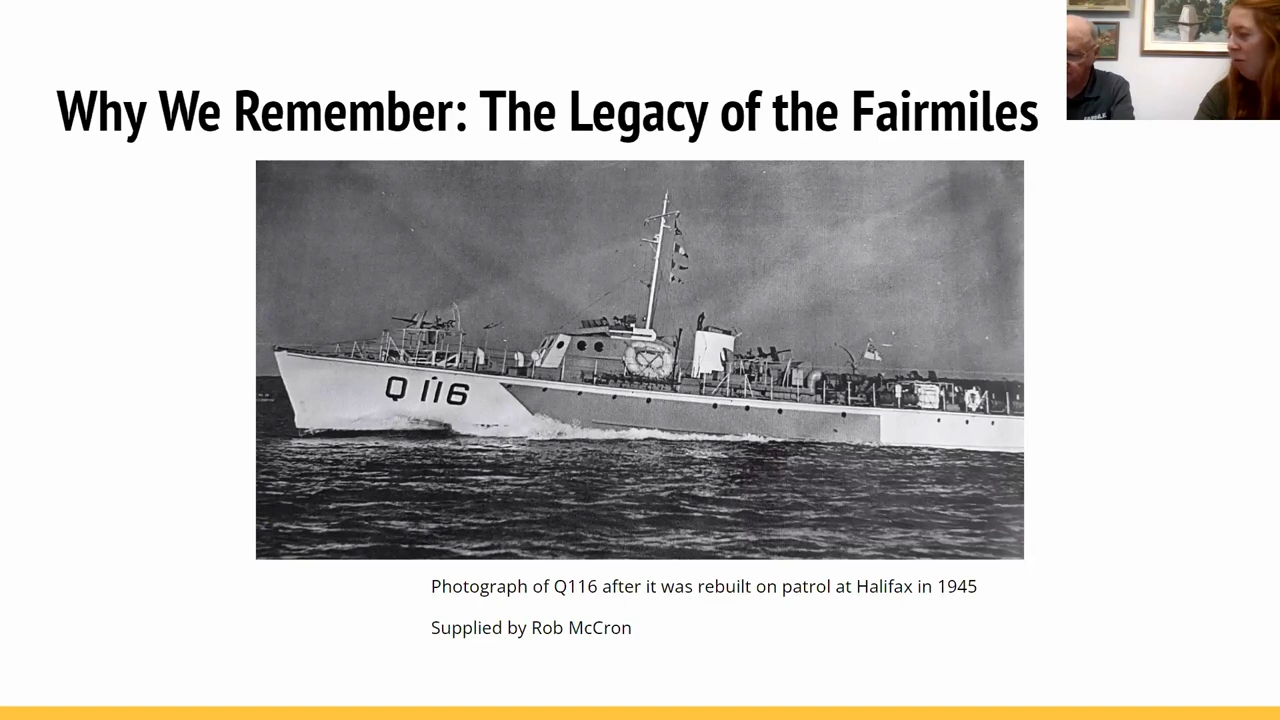 Why We Remember: The Legacy of the Fairmiles
Q 116
Photograph of Q116 after it was rebuilt on patrol at Halifax in 1945
Supplied by Rob McCron